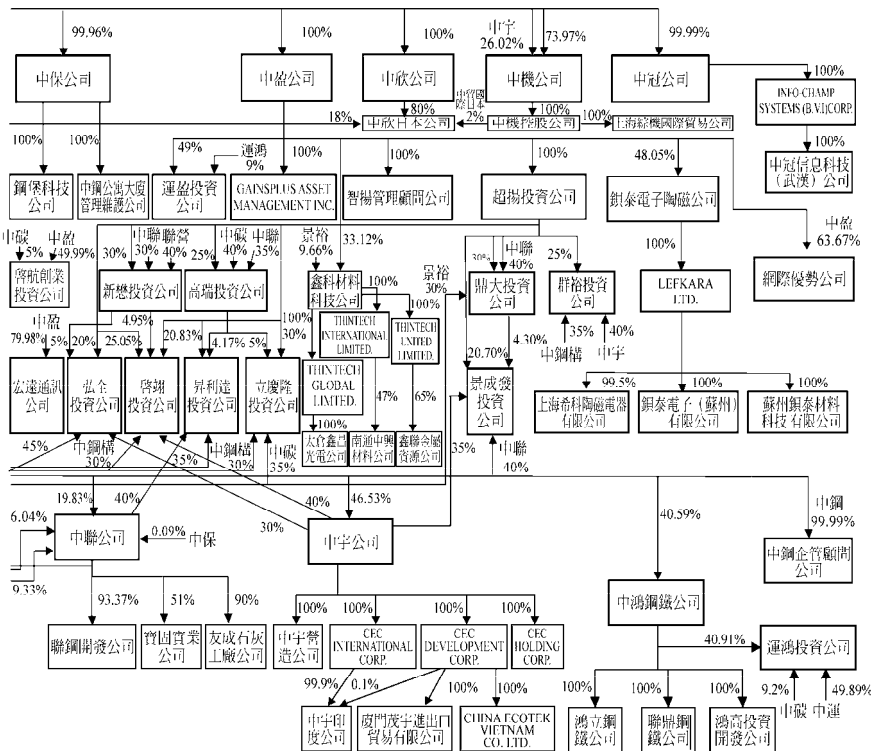 中宇
99.96%
100%
100%
26.02%
73.97%
99.99%
中保公司
中盈公司
中欣公司
中機公司
中冠公司
100%
INFO-CHAMP
SYSTEMS (B.V.I)CORP.
中貿國
際日本
18%
80%
2%
100%
100%
中欣日本公司
中機控股公司
上海綜機國際貿易公司
100%
100%
49%
運鴻
9%
100%
100%
100%
48.05%
100%
鋼堡科技
公司
中鋼公寓大廈
管理維護公司
運盈投資公
司
GAINSPLUS ASSET
MANAGEMENT INC.
智揚管理顧問公司
超揚投資公司
鋇泰電子陶磁公司
中冠信息科技
（武漢）公司
中碳
5%
中盈
49.99%
30%
中聯
30%
聯營
40%
25%
中碳
40%
中聯
35%
景裕
9.66%
33.12%
景裕
30%
30%
中聯
40%
25%
100%
中盈
63.67%
啓航創業
投資公司
新懋投資公司
高瑞投資公司
鑫科材料
科技公司
100%
100%
鼎大投資
公司
群裕投資
公司
LEFKARA
LTD.
網際優勢公司
THINTECH
INTERNATIONAL
LIMITED.
THINTECH
UNITED
LIMITED.
35%
中鋼構
40%
中宇
中盈
79.98%
5%
20%
4.95%
25.05%
20.83%
4.17%
5%
100%
30%
20.70%
4.30%
宏遠通訊
公司
弘全
投資公司
啓翊
投資公司
昇利達
投資公司
立慶隆
投資公司
THINTECH
GLOBAL
LIMITED.
景成發
投資公
司
99.5%
100%
100%
100%
47%
65%
上海希科陶磁電器
有限公司
鋇泰電子（蘇州）
有限公司
蘇州鋇泰材料
科技有限公司
太倉鑫昌
光電公司
南通中興
材料公司
鑫聯金屬
資源公司
45%
中鋼構
30%
35%
中鋼構
30%
中碳
35%
35%
中聯
40%
19.83%
40%
40%
30%
46.53%
40.59%
中鋼
99.99%
6.04%
9.33%
中聯公司
0.09%
中保
中宇公司
中鋼企管顧問
公司
中鴻鋼鐵公司
93.37%
51%
90%
100%
100%
100%
100%
40.91%
聯鋼開發公司
寶固實業
公司
友成石灰
工廠公司
中宇營
造公司
CEC
INTERNATIONAL
CORP.
CEC
DEVELOPMENT
CORP.
CEC
HOLDING
CORP.
運鴻投資公司
99.9%
0.1%
100%
100%
100%
100%
100%
9.2%
中碳
49.89%
中運
中宇印
度公司
廈門茂宇進出口
貿易有限公司
CHINA ECOTEK
VIETNAM
CO. LTD.
鴻立鋼
鐵公司
聯鼎鋼
鐵公司
鴻高投資
開發公司